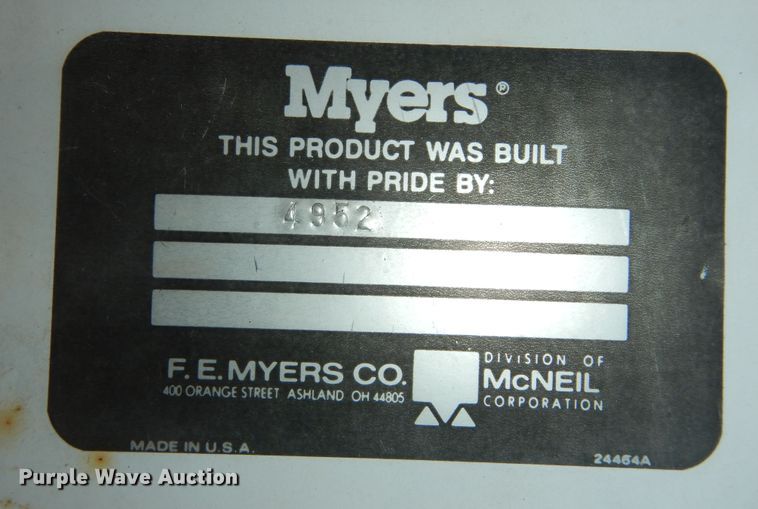 Myers®
THIS PRODUCT WAS BUILT
WITH PRIDE BY:
4952
F.E. MYERS CO.
400 ORANGE STREET ASHLAND OH 44805
DIVISION OF
McNEIL
CORPORATION
MADE IN U.S.A.
24464A
Purple Wave Auction